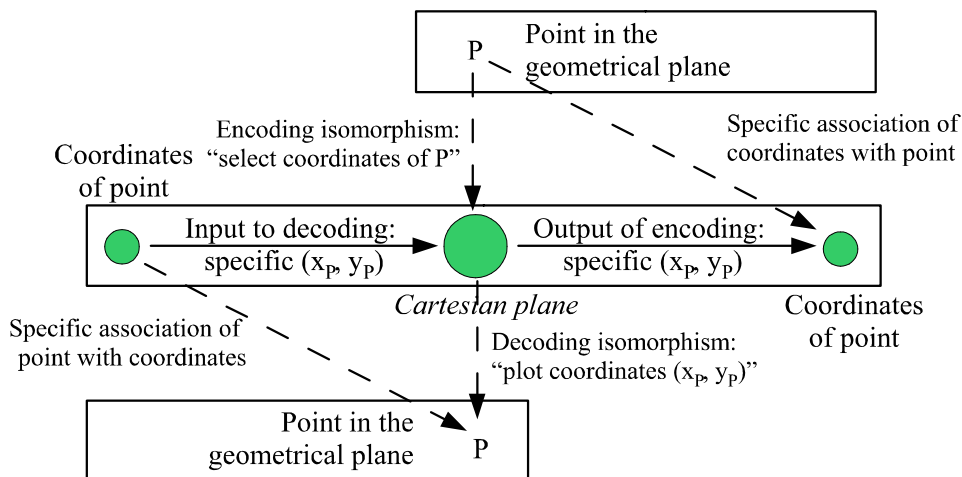 P
Point in the
geometrical plane
Encoding isomorphism:
“select coordinates of P”
Specific association of
coordinates with point
Coordinates
of point
Input to decoding:
specific (xP, yP)
Output of encoding:
specific (xP, yP)
Cartesian plane
Coordinates
of point
Specific association of
point with coordinates
Decoding isomorphism:
“plot coordinates (xP, yP)”
Point in the
geometrical plane
P